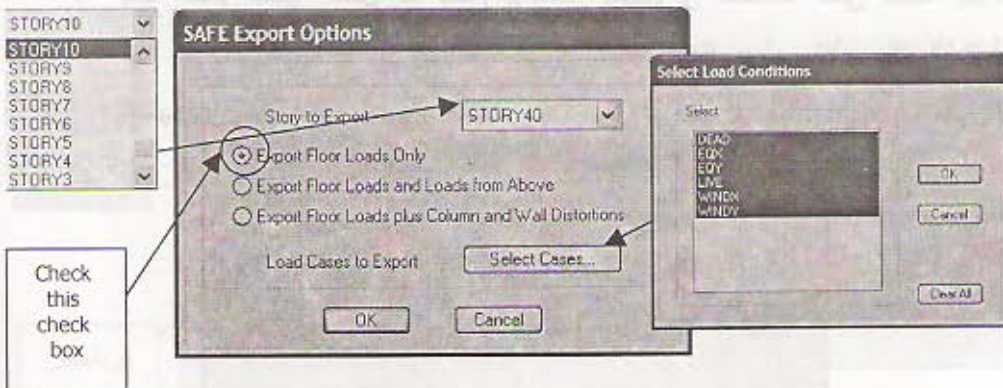 STORY10
STORY10
STORY9
STORY8
STORY7
STORY6
STORY5
STORY4
STORY3
SAFE Export Options
Story to Export
STORY40
Export Floor Loads Only
Export Floor Loads and Loads from Above
Export Floor Loads plus Column and Wall Distortions
Load Cases to Export
Select Cases...
OK
Cancel
Select Load Conditions
Select
DEAD
EQX
EQY
LIVE
WINDX
WINDY
OK
Cancel
Clear All
Check
this
check
box